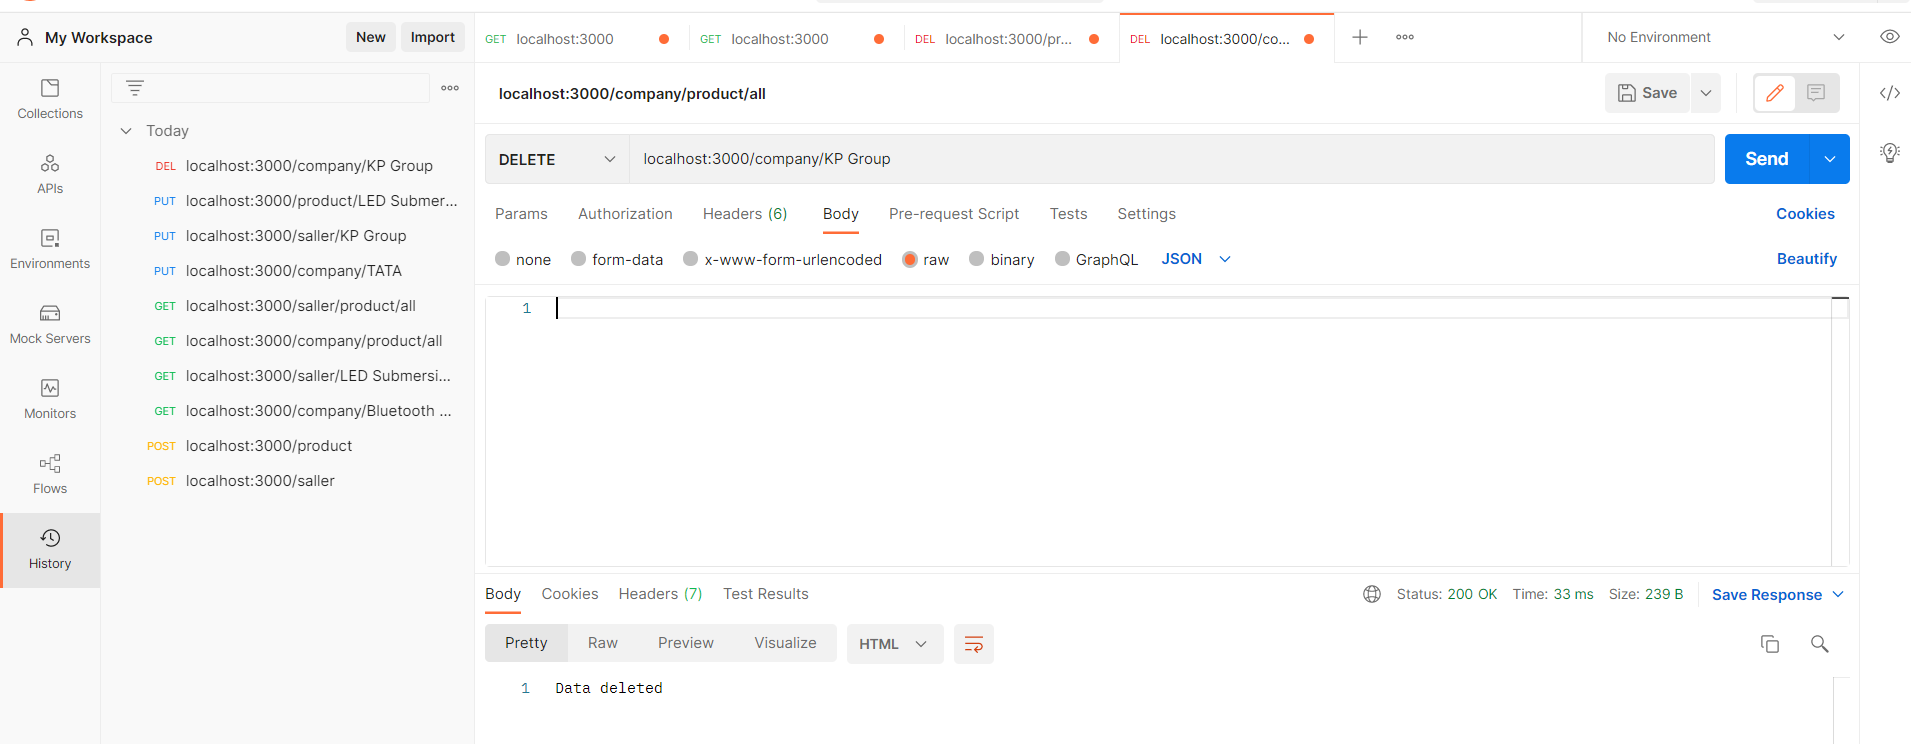 My Workspace
New
Import
GET localhost:3000
GET localhost:3000
DEL localhost:3000/pr...
DEL localhost:3000/co...
No Environment
Collections
APIs
Environments
Mock Servers
Monitors
Flows
History
Today
DEL localhost:3000/company/KP Group
PUT localhost:3000/product/LED Submer...
PUT localhost:3000/saller/KP Group
PUT localhost:3000/company/TATA
GET localhost:3000/saller/product/all
GET localhost:3000/company/product/all
GET localhost:3000/saller/LED Submersi...
GET localhost:3000/company/Bluetooth ...
POST localhost:3000/product
POST localhost:3000/saller
localhost:3000/company/product/all
Save
DELETE
localhost:3000/company/KP Group
Send
Params Authorization Headers (6) Body Pre-request Script Tests Settings
Cookies
none form-data x-www-form-urlencoded raw binary GraphQL JSON
Beautify
1
Body Cookies Headers (7) Test Results
Status: 200 OK Time: 33 ms Size: 239 B
Save Response
Pretty Raw Preview Visualize HTML
1 Data deleted